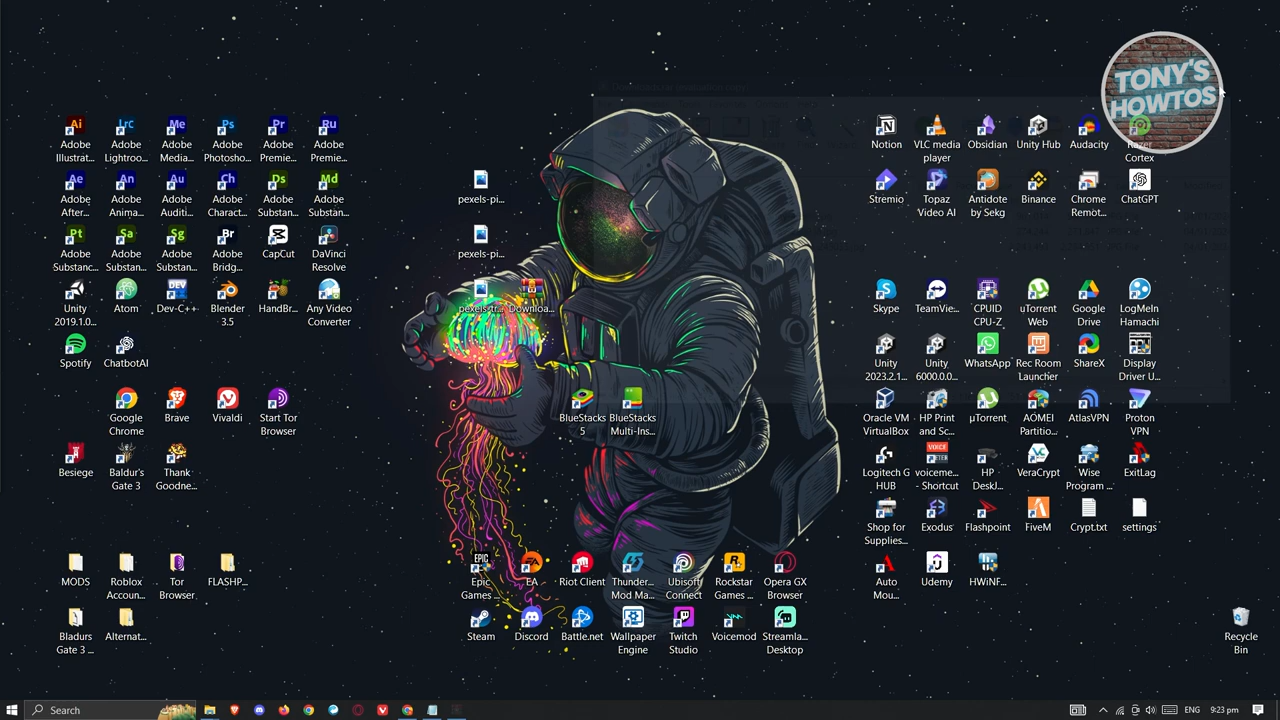 TONY'S
HOWTOS
Adobe Illustrat...
Adobe Lightroo...
Adobe Media...
Adobe Photosho...
Adobe Premie...
Adobe Premie...
Notion
VLC media player
Obsidian
Unity Hub
Audacity
Razer Cortex
Adobe After...
Adobe Anima...
Adobe Auditi...
Adobe Charact...
Adobe Substan...
Adobe Substan...
pexels-pi...
Stremio
Topaz Video AI
Antidote by Sekg
Binance
Chrome Remot...
ChatGPT
Adobe Substanc...
Adobe Substan...
Adobe Substan...
Adobe Bridg...
CapCut
DaVinci Resolve
pexels-pi...
Unity 2019.1.0...
Atom
Dev-C++
Blender 3.5
HandBr...
Any Video Converter
pexels-tr...
Downloa...
Skype
TeamVie...
CPUID CPU-Z
uTorrent Web
Google Drive
LogMeIn Hamachi
Spotify
ChatbotAI
Unity 2023.2.1...
Unity 6000.0.0...
WhatsApp
Rec Room Launcher
ShareX
Display Driver U...
Google Chrome
Brave
Vivaldi
Start Tor Browser
BlueStacks 5
BlueStacks Multi-Ins...
Oracle VM VirtualBox
HP Print and Sc...
µTorrent
AOMEI Partitio...
AtlasVPN
Proton VPN
Besiege
Baldur's Gate 3
Thank Goodne...
Logitech G HUB
voiceme... - Shortcut
HP DeskJ...
VeraCrypt
Wise Program ...
ExitLag
Shop for Supplies...
Exodus
Flashpoint
FiveM
Crypt.txt
settings
MODS
Roblox Accoun...
Tor Browser
FLASHP...
Epic Games ...
EA
Riot Client
Thunder... Mod Ma...
Ubisoft Connect
Rockstar Games ...
Opera GX Browser
Auto Mou...
Udemy
HWiNF...
Bladurs Gate 3 ...
Alternat...
Steam
Discord
Battle.net
Wallpaper Engine
Twitch Studio
Voicemod
Streamla... Desktop
Recycle Bin
Search
ENG
9:23 pm